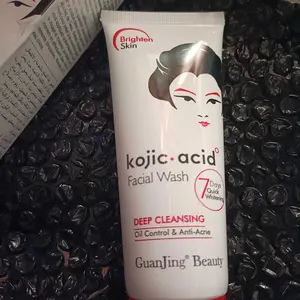 Brighten
Skin
kojic·acid
Facial Wash
7 Days
Quick
Whitening
DEEP CLEANSING
Oil Control & Anti-Acne
GuanJing® Beauty